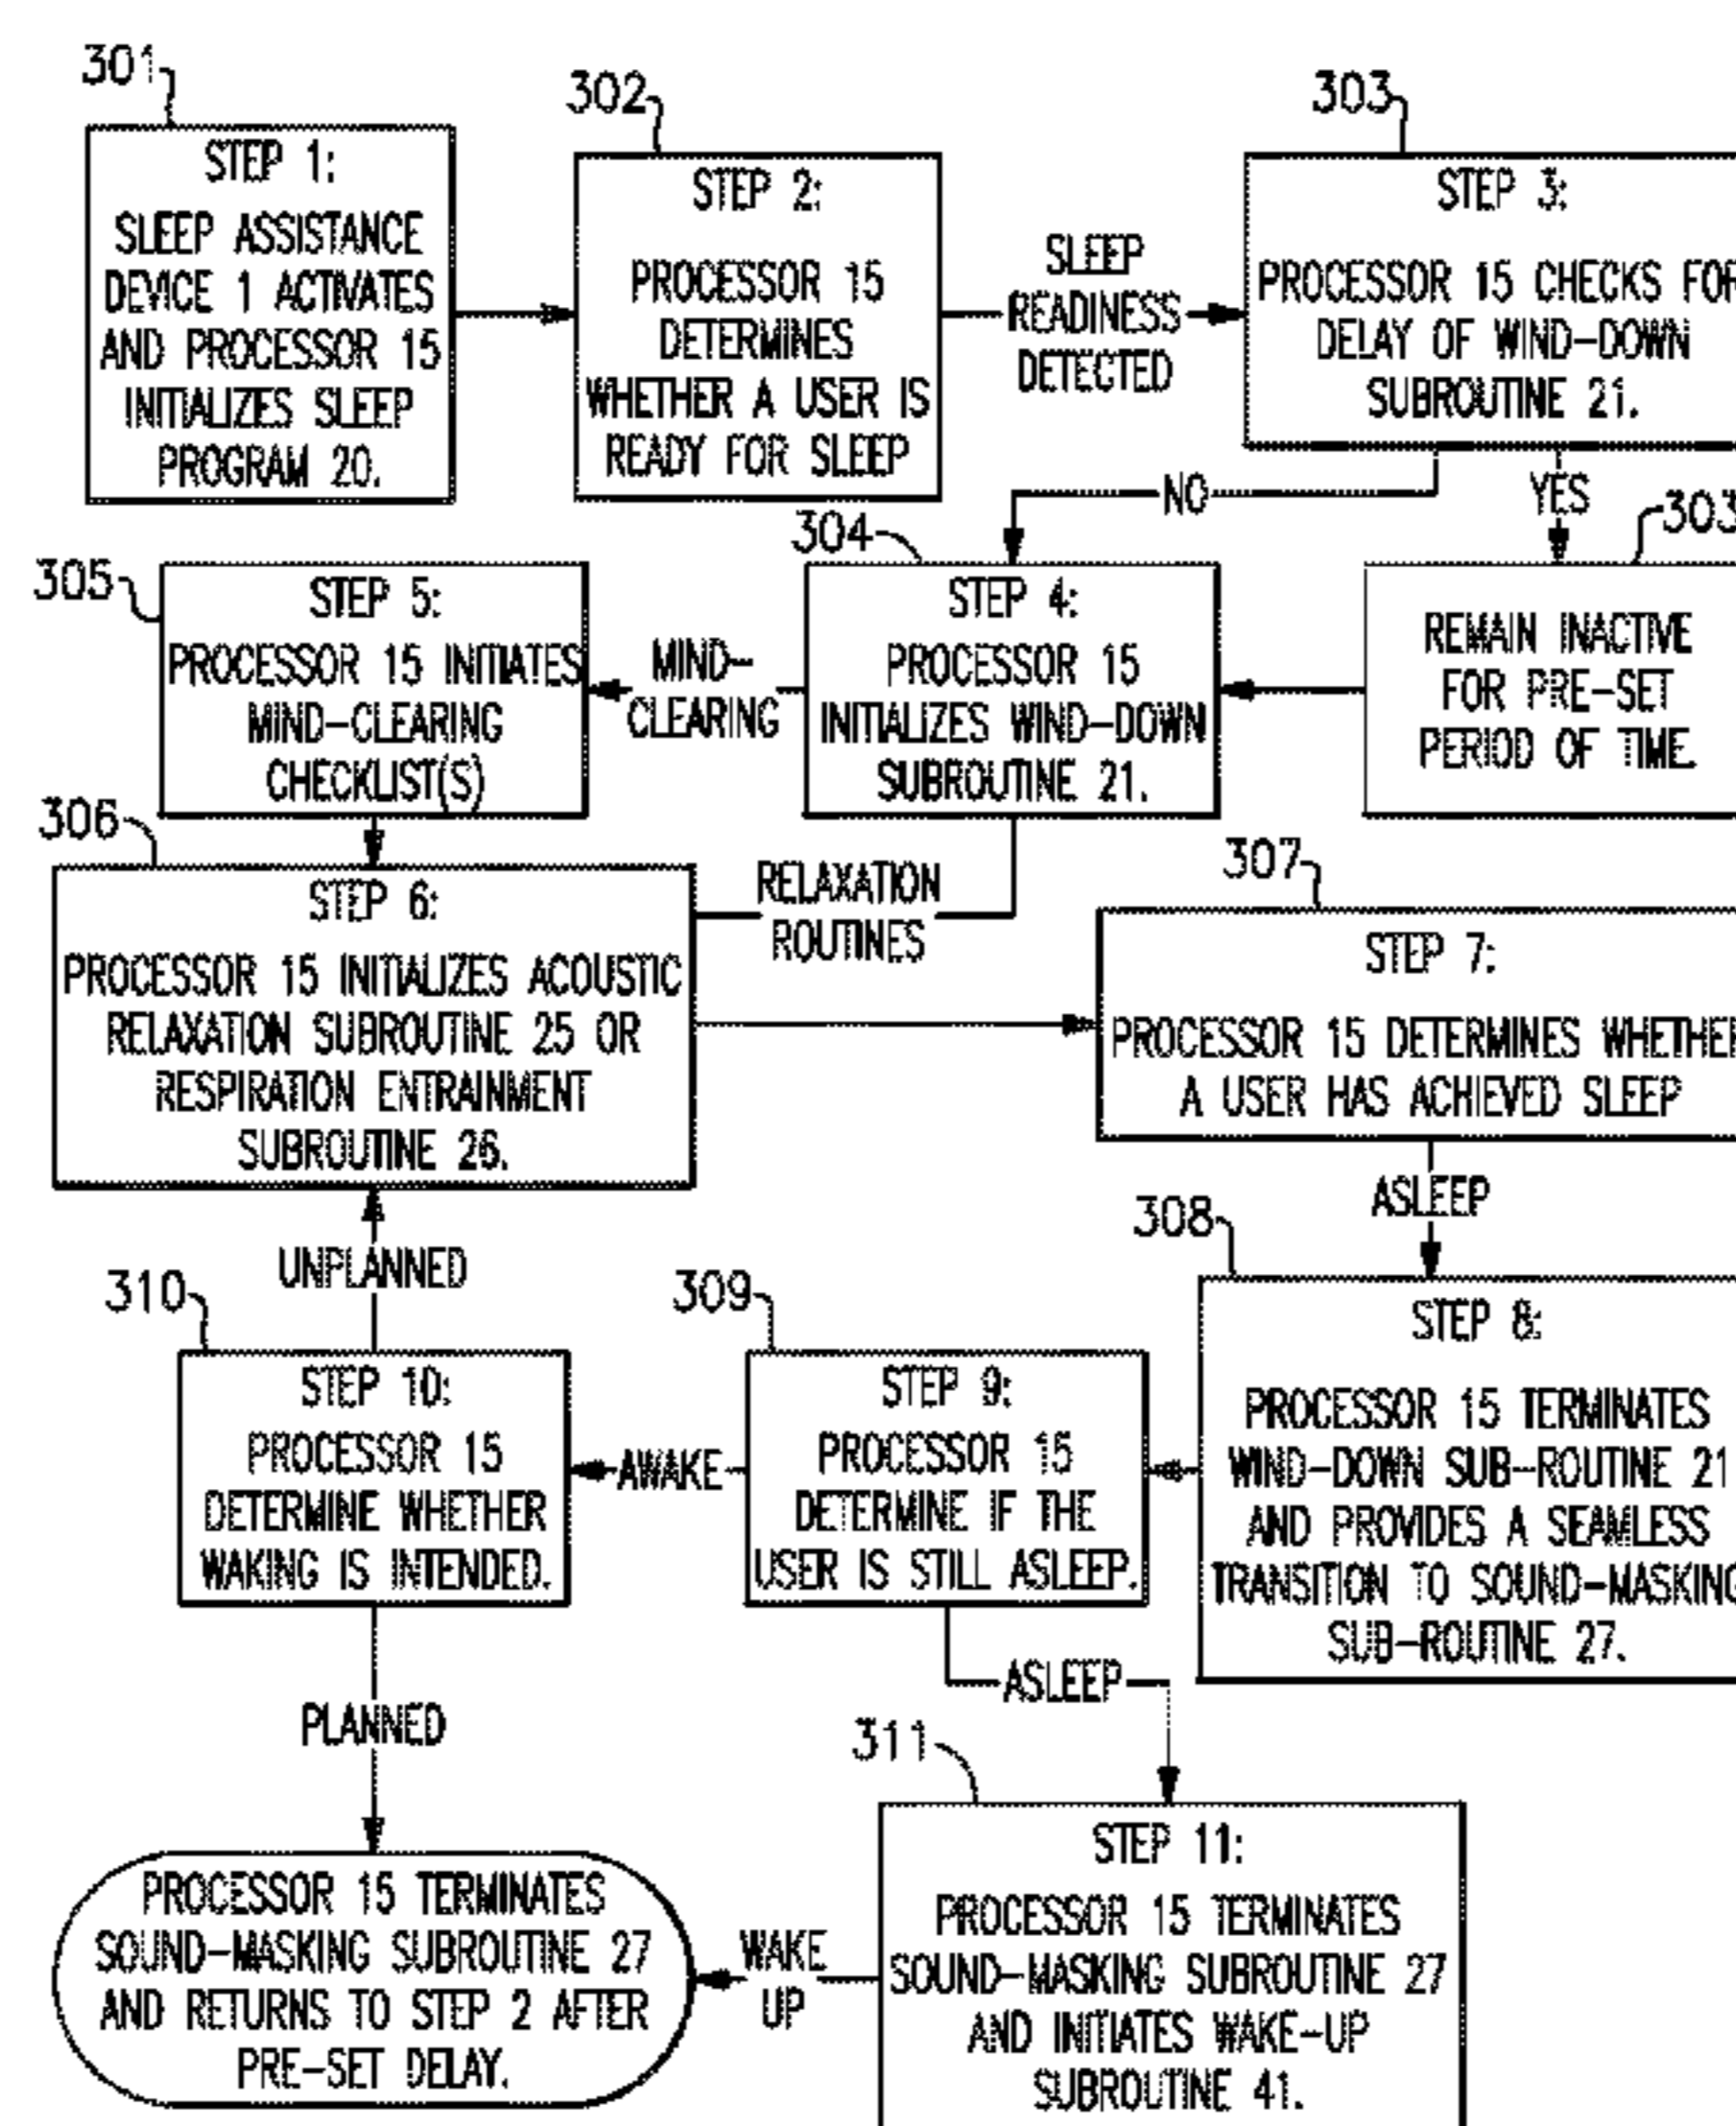 301
STEP 1:
SLEEP ASSISTANCE
DEVICE 1 ACTIVATES
AND PROCESSOR 15
INITIALIZES SLEEP
PROGRAM 20.
302
STEP 2:
PROCESSOR 15
DETERMINES
WHETHER A USER IS
READY FOR SLEEP
SLEEP
READINESS
DETECTED
303
STEP 3:
PROCESSOR 15 CHECKS FOR
DELAY OF WIND-DOWN
SUBROUTINE 21.
NO
YES
303
REMAIN INACTIVE
FOR PRE-SET
PERIOD OF TIME.
304
STEP 4:
PROCESSOR 15
INITIALIZES WIND-DOWN
SUBROUTINE 21.
MIND-
CLEARING
305
STEP 5:
PROCESSOR 15 INITIATES
MIND-CLEARING
CHECKLIST(S)
RELAXATION
ROUTINES
306
STEP 6:
PROCESSOR 15 INITIALIZES ACOUSTIC
RELAXATION SUBROUTINE 25 OR
RESPIRATION ENTRAINMENT
SUBROUTINE 26.
307
STEP 7:
PROCESSOR 15 DETERMINES WHETHER
A USER HAS ACHIEVED SLEEP
ASLEEP
308
STEP 8:
PROCESSOR 15 TERMINATES
WIND-DOWN SUB-ROUTINE 21
AND PROVIDES A SEAMLESS
TRANSITION TO SOUND-MASKING
SUB-ROUTINE 27.
309
STEP 9:
PROCESSOR 15
DETERMINE IF THE
USER IS STILL ASLEEP.
AWAKE
310
STEP 10:
PROCESSOR 15
DETERMINE WHETHER
WAKING IS INTENDED.
UNPLANNED
PLANNED
ASLEEP
311
STEP 11:
PROCESSOR 15 TERMINATES
SOUND-MASKING SUBROUTINE 27
AND INITIATES WAKE-UP
SUBROUTINE 41.
WAKE
UP
PROCESSOR 15 TERMINATES
SOUND-MASKING SUBROUTINE 27
AND RETURNS TO STEP 2 AFTER
PRE-SET DELAY.